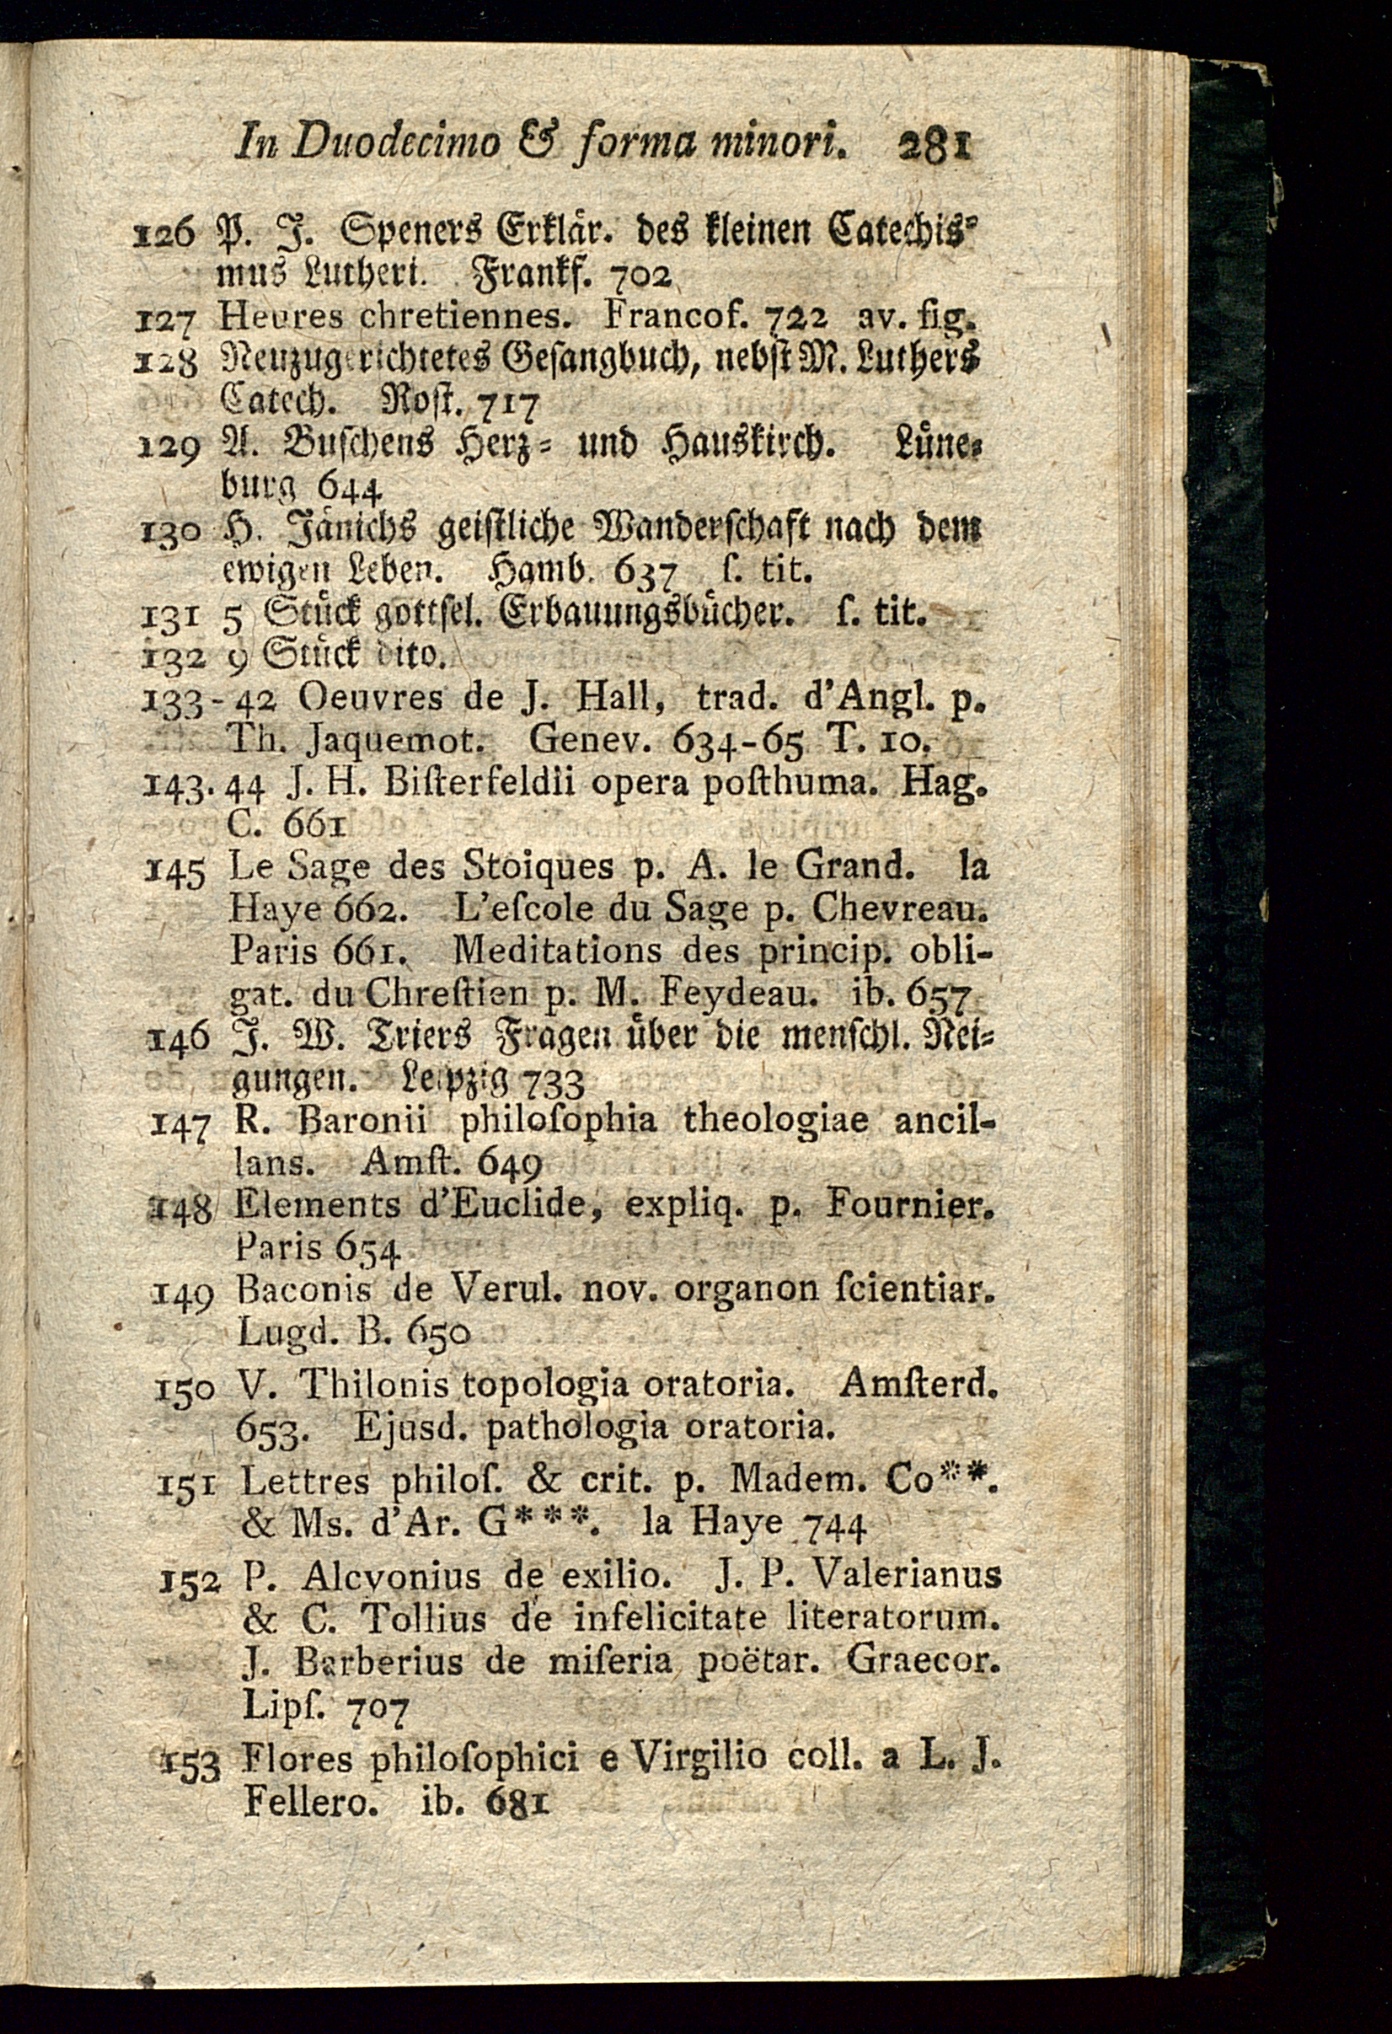 In Duodecimo & forma minori. 281
126 P. J. Speners Erklär. des kleinen Catechis-
mus Lutheri. Frankf. 702
127 Heures chretiennes. Francof. 722 av. fig.
128 Neuzugerichtetes Gesangbuch, nebst M. Luthers
Catech. Rost. 717
129 A. Buschens Herz- und Hauskirch. Lüne-
burg 644
130 H. Jänichs geistliche Wanderschaft nach dem
ewigen Leben. Hamb. 637 ſ. tit.
131 5 Stück gottsel. Erbauungsbücher. ſ. tit.
132 9 Stück dito.
133-42 Oeuvres de J. Hall, trad. d'Angl. p.
Th. Jaquemot. Genev. 634-65 T. 10.
143.44 J. H. Biſterfeldii opera poſthuma. Hag.
C. 661
145 Le Sage des Stoiques p. A. le Grand. la
Haye 662. L'eſcole du Sage p. Chevreau.
Paris 661. Meditations des princip. obli-
gat. du Chreſtien p. M. Feydeau. ib. 657
146 J. W. Triers Fragen über die menſchl. Nei-
gungen. Leipzig 733
147 R. Baronii philoſophia theologiae ancil-
lans. Amſt. 649
148 Elements d'Euclide, expliq. p. Fournier.
Paris 654
149 Baconis de Verul. nov. organon ſcientiar.
Lugd. B. 650
150 V. Thilonis topologia oratoria. Amſterd.
653. Ejusd. pathologia oratoria.
151 Lettres philoſ. & crit. p. Madem. Co**.
& Ms. d'Ar. G***. la Haye 744
152 P. Alcyonius de exilio. J. P. Valerianus
& C. Tollius de infelicitate literatorum.
J. Barberius de miſeria poëtar. Graecor.
Lipſ. 707
153 Flores philoſophici e Virgilio coll. a L. J.
Fellero. ib. 681